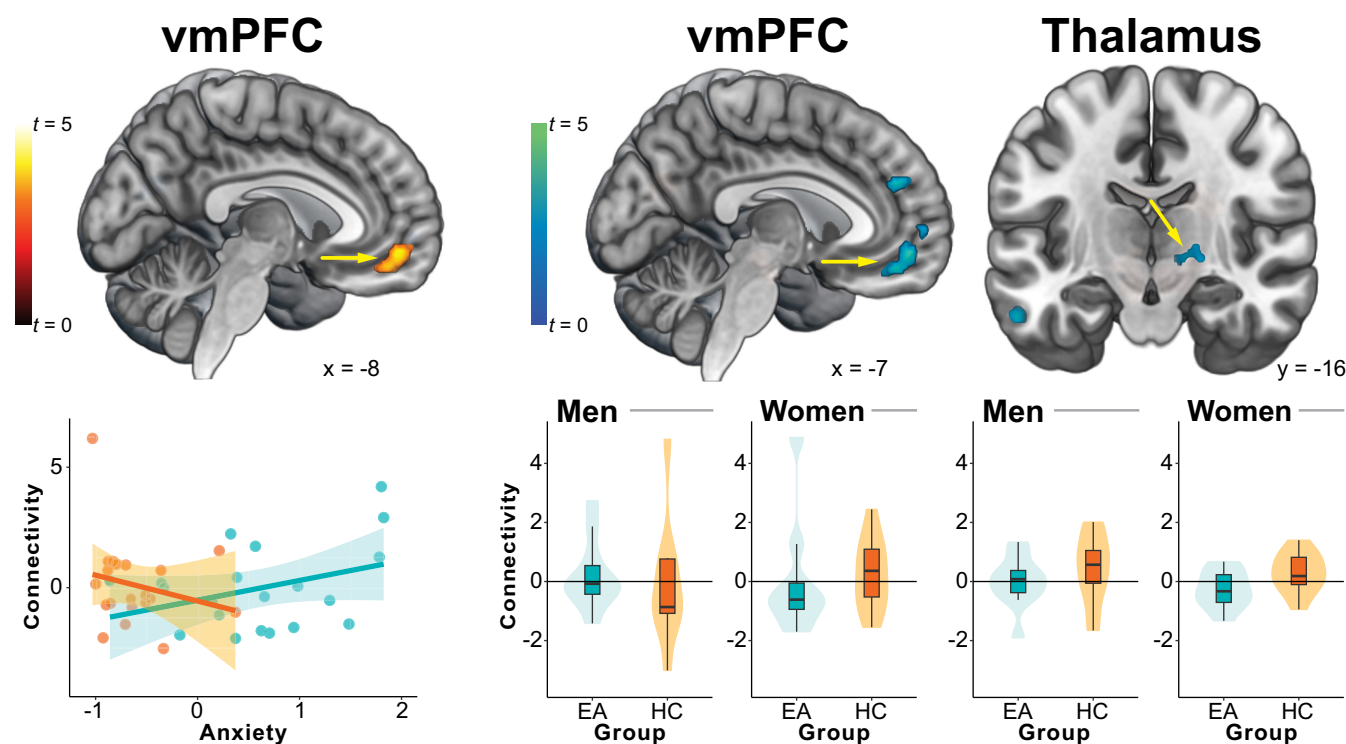 vmPFC
vmPFC
Thalamus
t = 5
t = 0
x = -8
t = 5
t = 0
x = -7
y = -16
Connectivity
5
0
-1
0
1
2
Anxiety
Men
Women
Men
Women
Connectivity
4
2
0
-2
EA
HC
Group
4
2
0
-2
EA
HC
Group
4
2
0
-2
EA
HC
Group
4
2
0
-2
EA
HC
Group